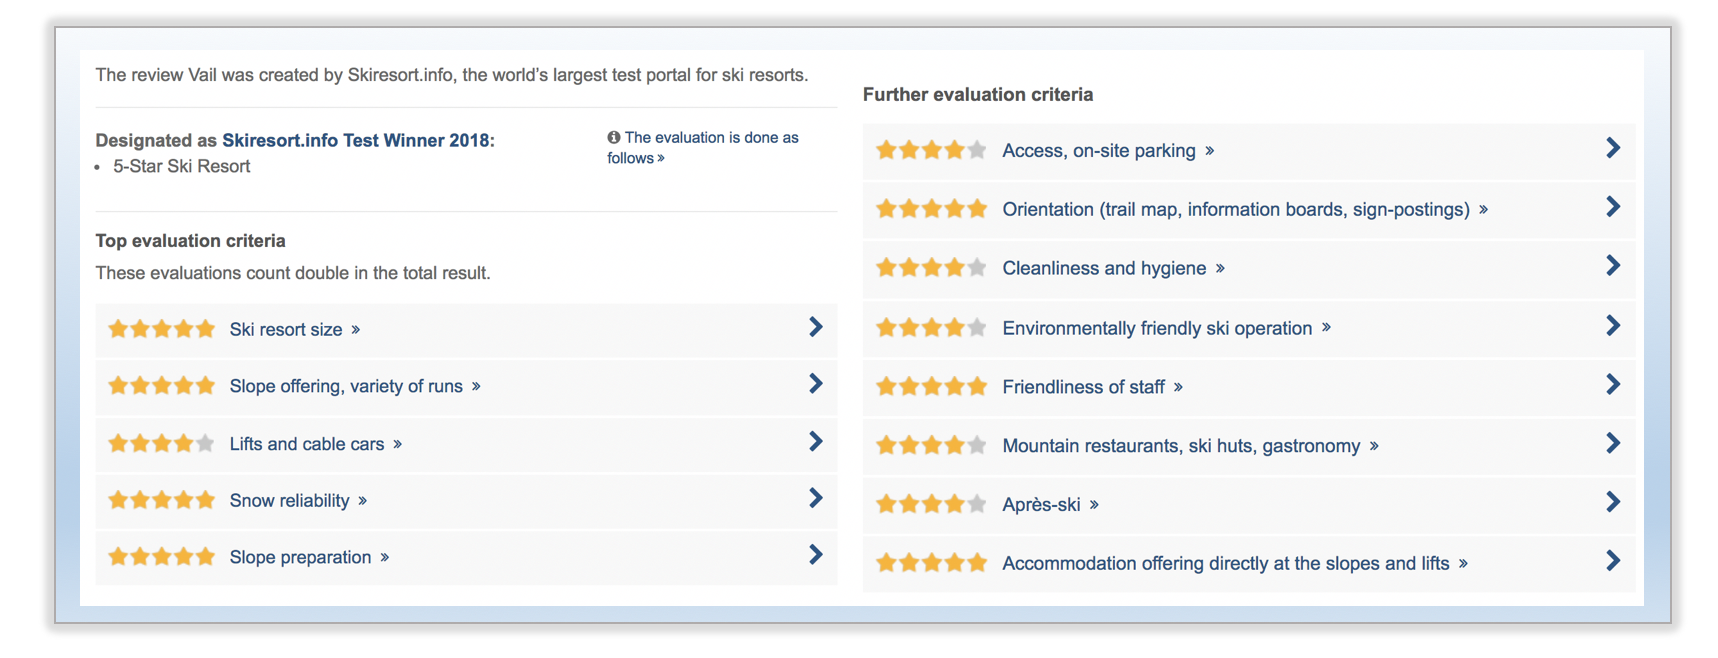 The review Vail was created by Skiresort.info, the world's largest test portal for ski resorts.
Designated as Skiresort.info Test Winner 2018:
• 5-Star Ski Resort
The evaluation is done as
follows »
Top evaluation criteria
These evaluations count double in the total result.
Ski resort size »
Slope offering, variety of runs »
Lifts and cable cars »
Snow reliability »
Slope preparation »
Further evaluation criteria
Access, on-site parking »
Orientation (trail map, information boards, sign-postings) »
Cleanliness and hygiene »
Environmentally friendly ski operation »
Friendliness of staff »
Mountain restaurants, ski huts, gastronomy »
Après-ski »
Accommodation offering directly at the slopes and lifts »